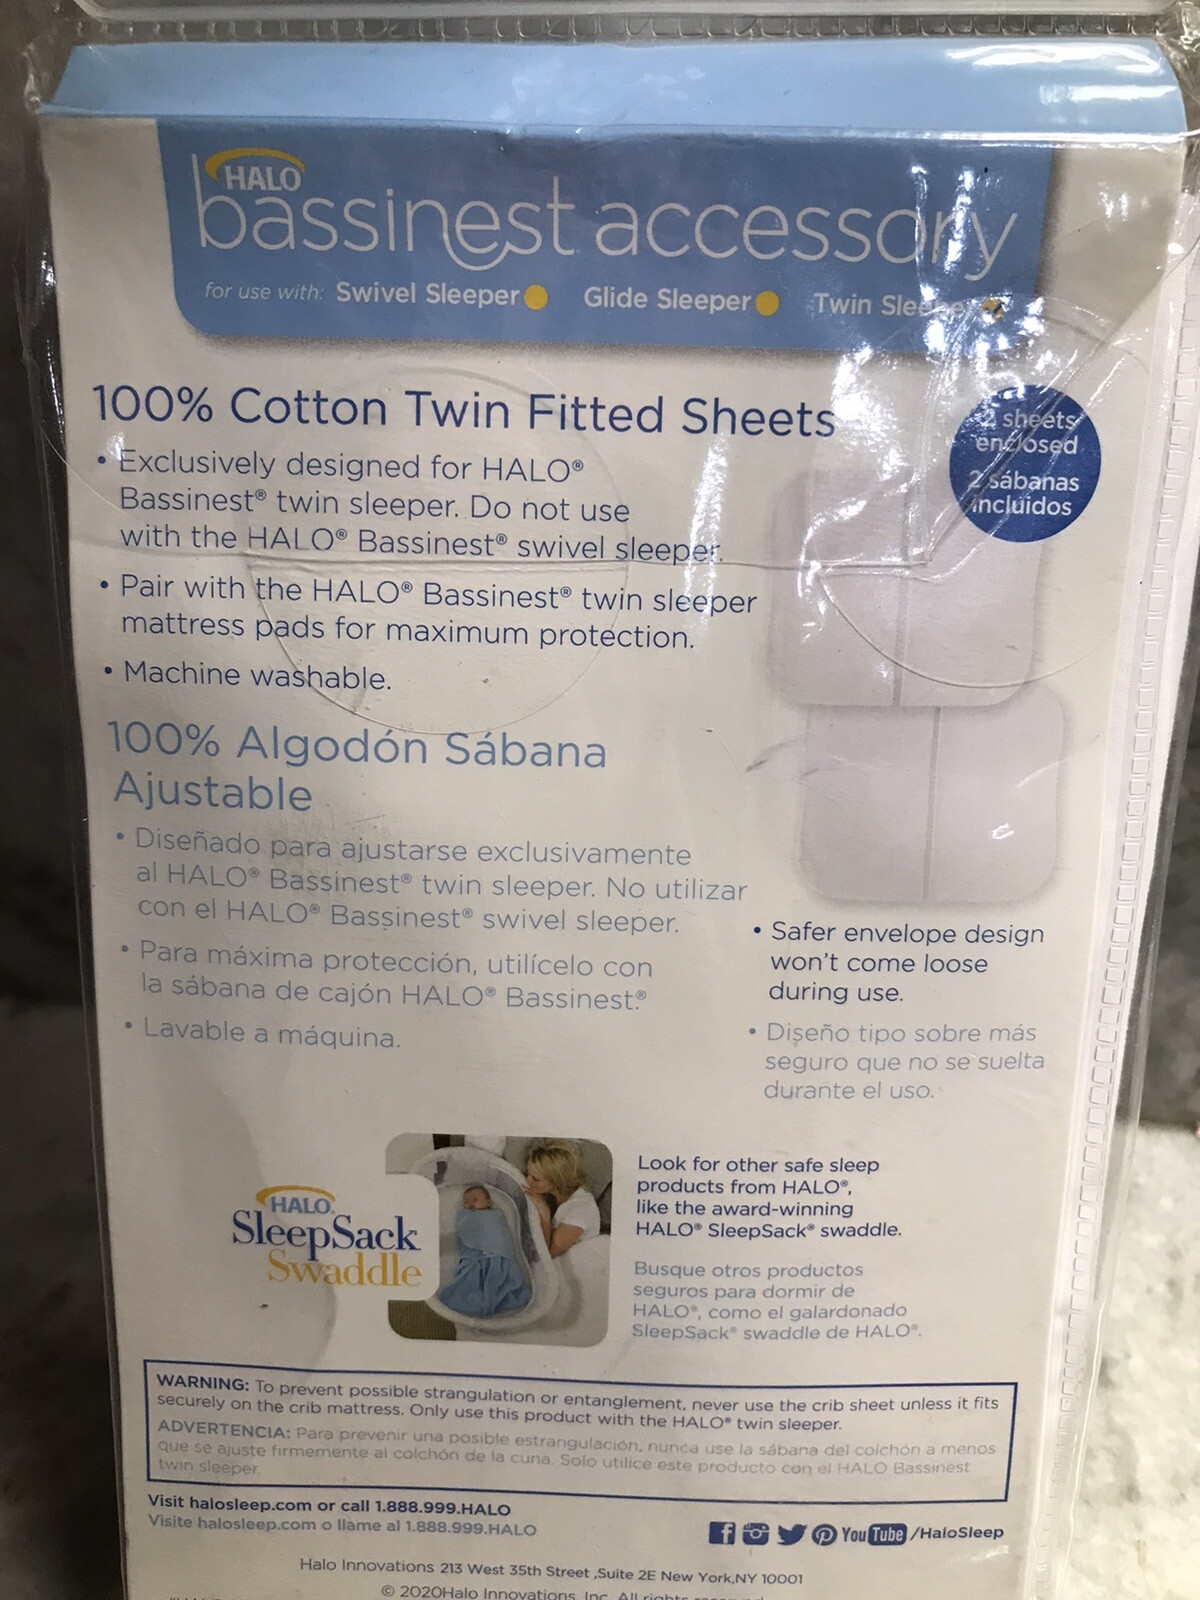 HALO
bassinest accessory
for use with: Swivel Sleeper Glide Sleeper Twin Sleeper
100% Cotton Twin Fitted Sheets
2 sheets
enclosed
2 sábanas
incluidos
• Exclusively designed for HALO®
Bassinest® twin sleeper. Do not use
with the HALO® Bassinest® swivel sleeper.
• Pair with the HALO® Bassinest® twin sleeper
mattress pads for maximum protection.
• Machine washable.
100% Algodón Sábana
Ajustable
• Diseñado para ajustarse exclusivamente
al HALO® Bassinest® twin sleeper. No utilizar
con el HALO® Bassinest® swivel sleeper.
• Para máxima protección, utilícelo con
la sábana de cajón HALO® Bassinest®.
• Lavable a máquina.
• Safer envelope design
won't come loose
during use.
• Diseño tipo sobre más
seguro que no se suelta
durante el uso.
HALO.
SleepSack
Swaddle
Look for other safe sleep
products from HALO®,
like the award-winning
HALO® SleepSack® swaddle.
Busque otros productos
seguros para dormir de
HALO®, como el galardonado
SleepSack® swaddle de HALO®.
WARNING: To prevent possible strangulation or entanglement, never use the crib sheet unless it fits
securely on the crib mattress. Only use this product with the HALO® twin sleeper.
ADVERTENCIA: Para prevenir una posible estrangulación, nunca use la sábana del colchón a menos
que se ajuste firmemente al colchón de la cuna. Solo utilice este producto con el HALO Bassinest
twin sleeper.
Visit halosleep.com or call 1.888.999.HALO
Visite halosleep.com o llame al 1.888.999.HALO
You Tube /HaloSleep
Halo Innovations 213 West 35th Street ,Suite 2E New York,NY 10001
© 2020Halo Innovations, Inc. All rights reserved